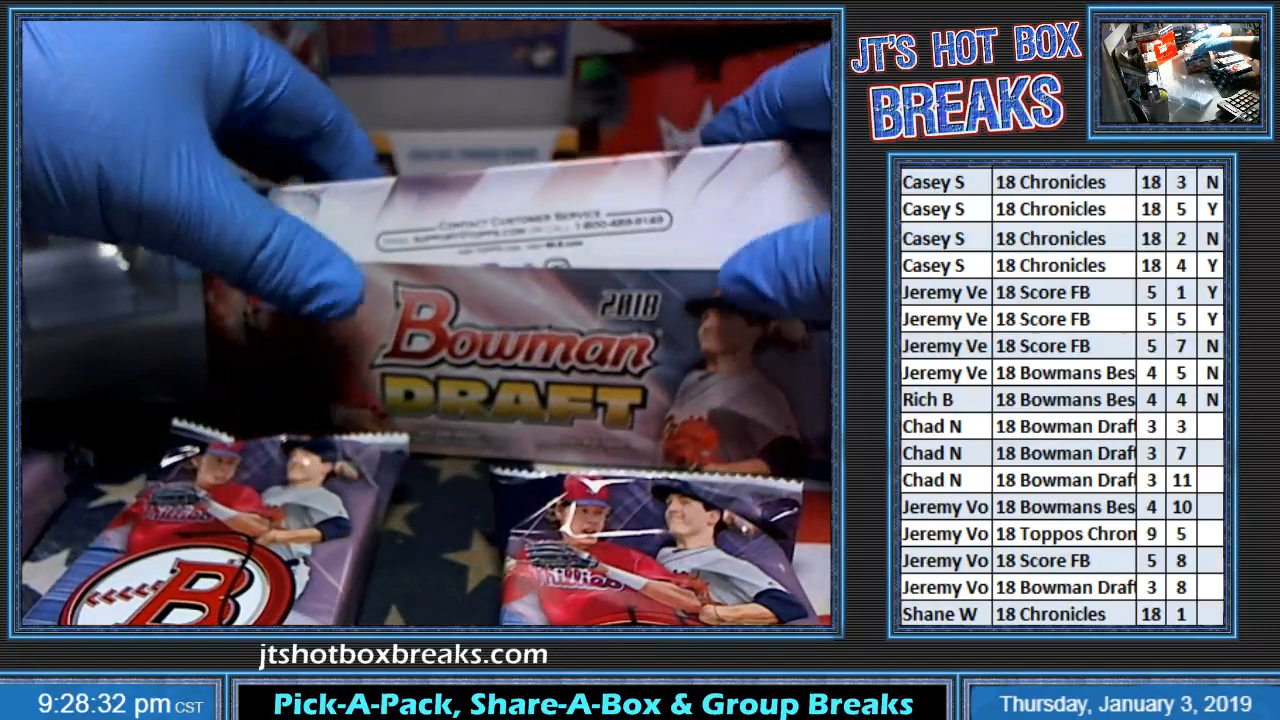 CONTACT CUSTOMER SERVICE
2018
Bowman
DRAFT
B
JT'S HOT BOX
BREAKS
Casey S 18 Chronicles 18 3 N
Casey S 18 Chronicles 18 5 Y
Casey S 18 Chronicles 18 2 N
Casey S 18 Chronicles 18 4 Y
Jeremy Ve 18 Score FB 5 1 Y
Jeremy Ve 18 Score FB 5 5 Y
Jeremy Ve 18 Score FB 5 7 N
Jeremy Ve 18 Bowmans Bes 4 5 N
Rich B 18 Bowmans Bes 4 4 N
Chad N 18 Bowman Draf 3 3
Chad N 18 Bowman Draf 3 7
Chad N 18 Bowman Draf 3 11
Jeremy Vo 18 Bowmans Bes 4 10
Jeremy Vo 18 Toppos Chron 9 5
Jeremy Vo 18 Score FB 5 8
Jeremy Vo 18 Bowman Draf 3 8
Shane W 18 Chronicles 18 1
jtshotboxbreaks.com
9:28:32 pm CST
Pick-A-Pack, Share-A-Box & Group Breaks
Thursday, January 3, 2019